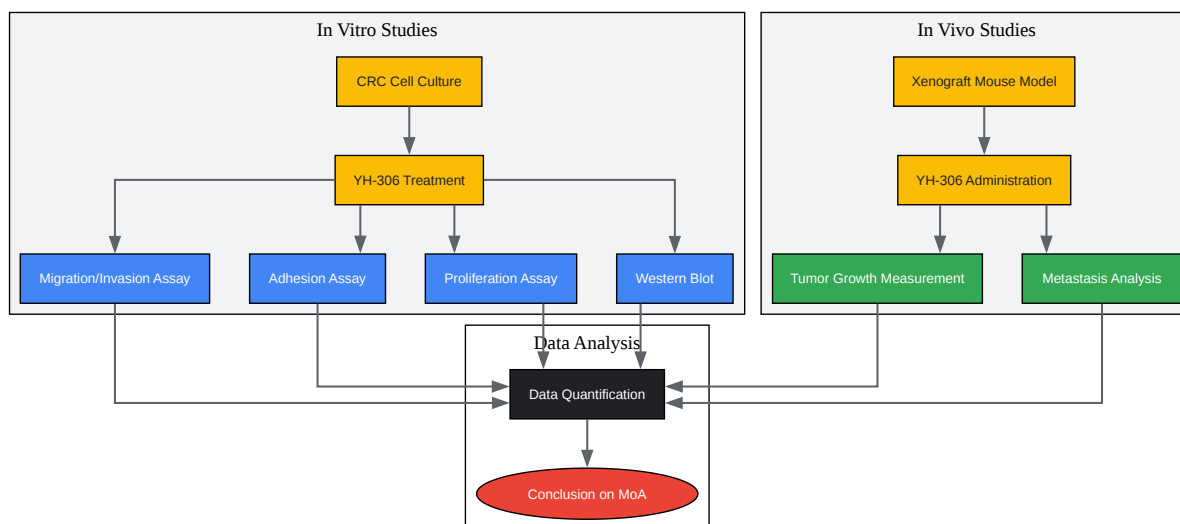 In Vitro Studies
In Vivo Studies
CRC Cell Culture
Xenograft Mouse Model
YH-306 Treatment
YH-306 Administration
Migration/Invasion Assay
Adhesion Assay
Proliferation Assay
Western Blot
Tumor Growth Measurement
Metastasis Analysis
Data Analysis
Data Quantification
Conclusion on MoA